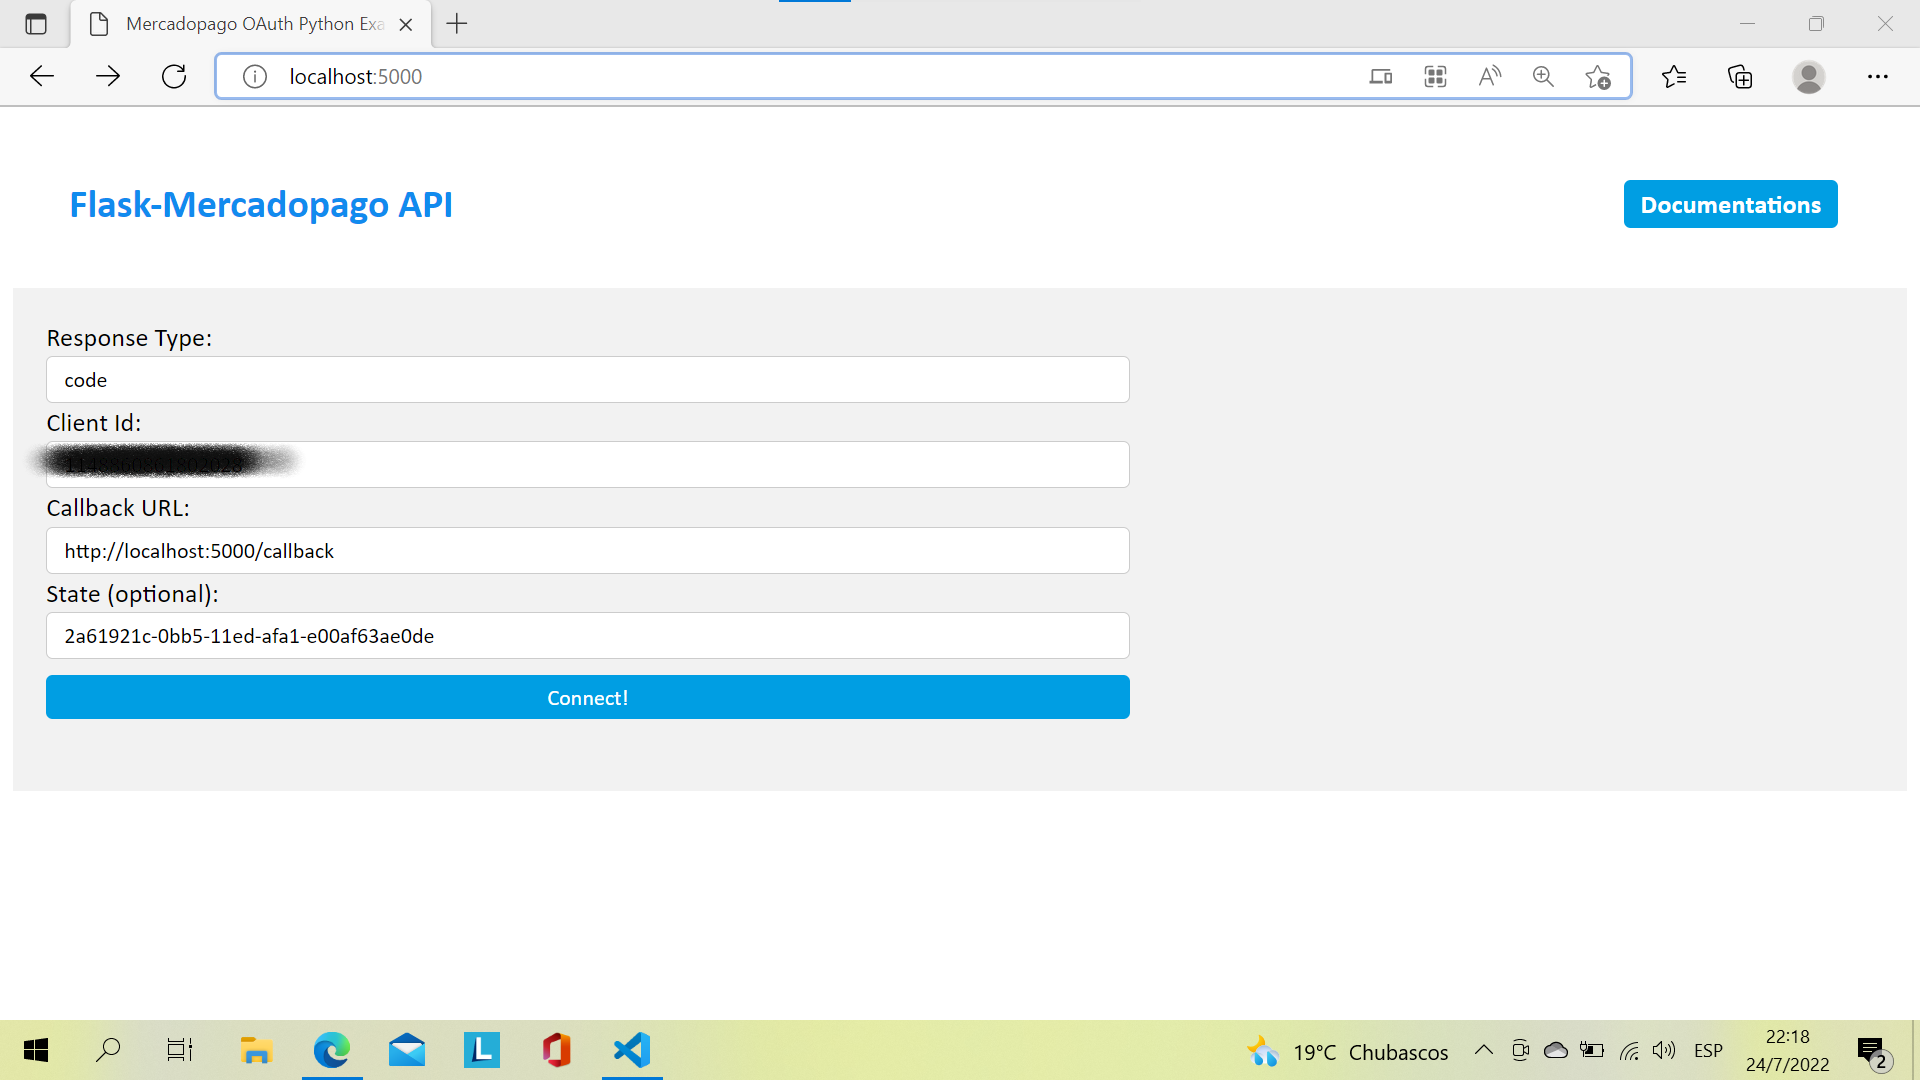 Mercadopago OAuth Python Exa
localhost:5000
Flask-Mercadopago API
Documentations
Response Type:
code
Client Id:
Callback URL:
http://localhost:5000/callback
State (optional):
2a61921c-0bb5-11ed-afa1-e00af63ae0de
Connect!
19°C Chubascos
ESP
22:18
24/7/2022
2